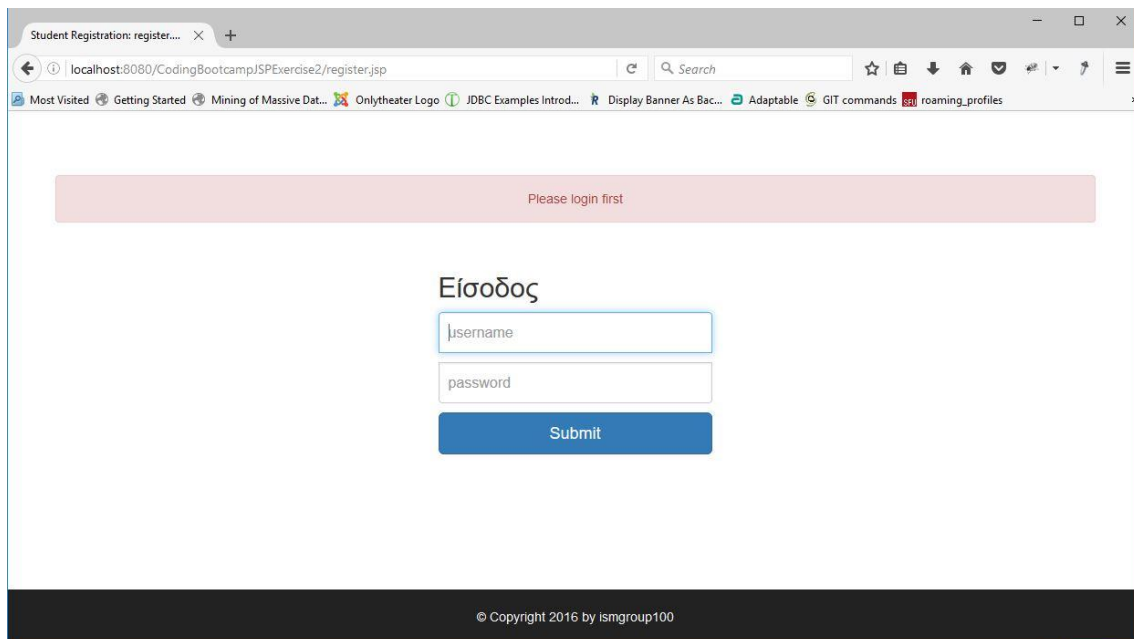 Student Registration: register....
localhost:8080/CodingBootcampJSPExercise2/register.jsp
Search
Most Visited Getting Started Mining of Massive Dat... Onlytheater Logo JDBC Examples Introd... R Display Banner As Bac... Adaptable GIT commands SFU roaming_profiles
Please login first
Είσοδος
username
password
Submit
© Copyright 2016 by ismgroup100